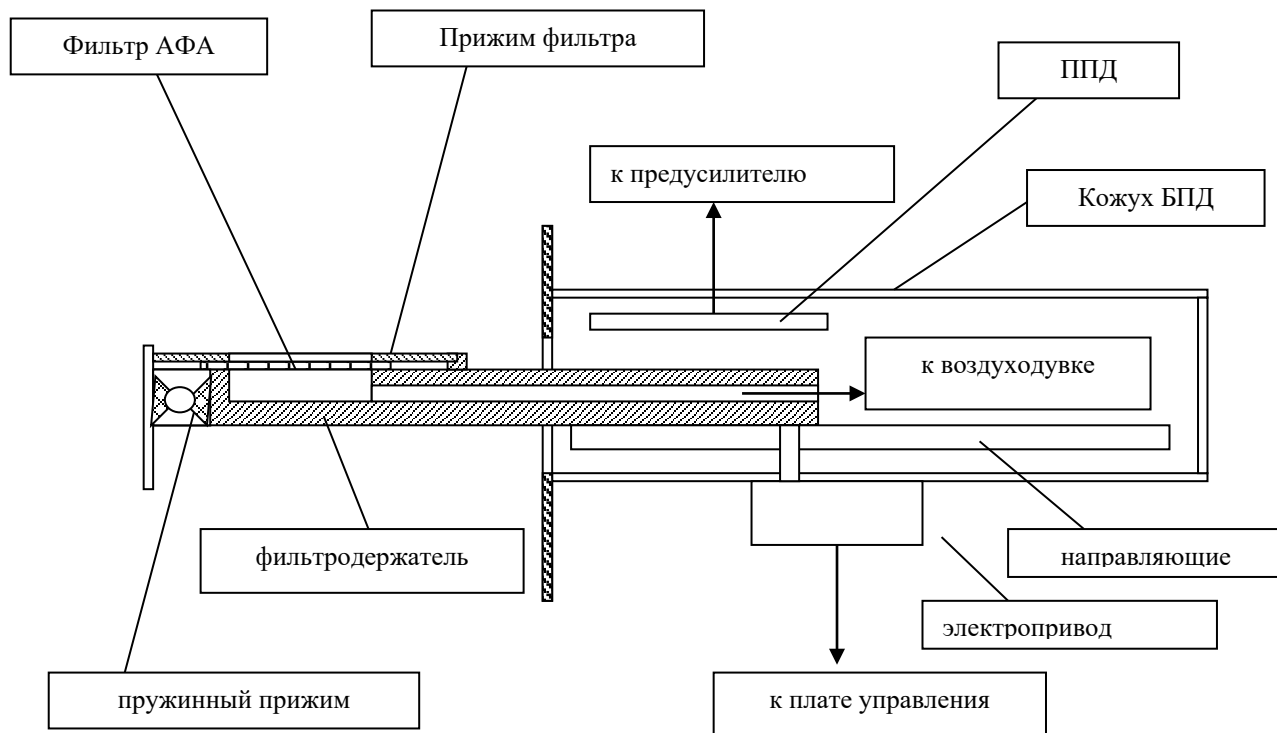 Фильтр АФА
Прижим фильтра
ППД
к предусилителю
Кожух БПД
к воздуходувке
фильтродержатель
направляющие
электропривод
пружинный прижим
к плате управления